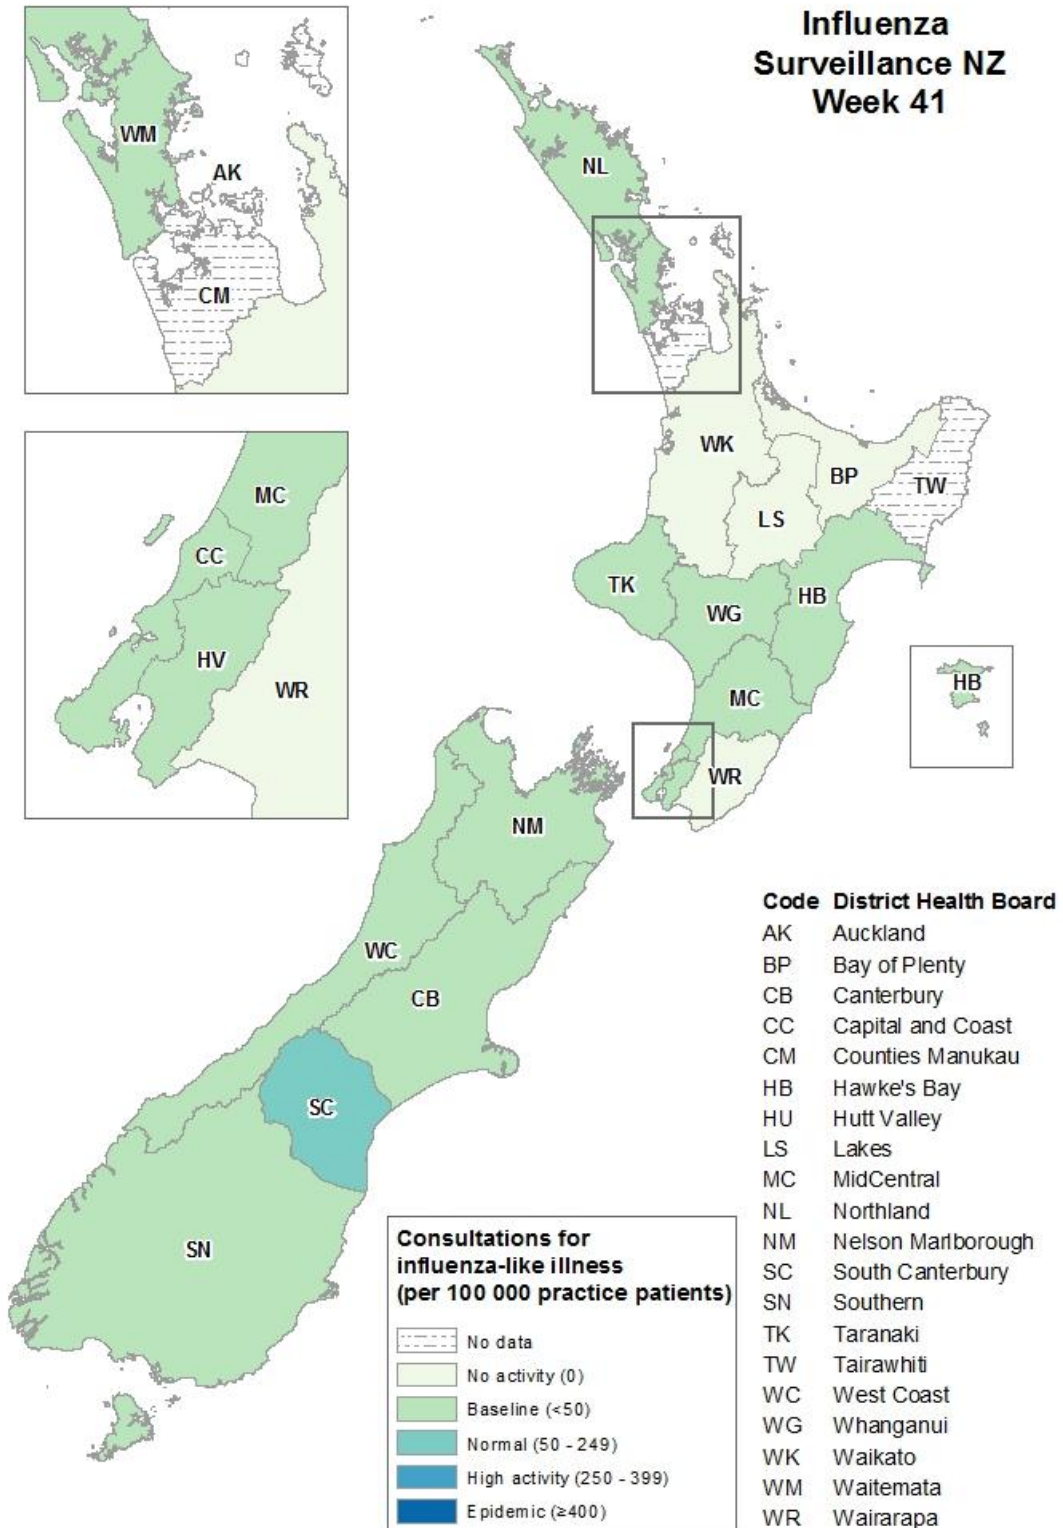 Influenza
Surveillance NZ
Week 41
WM
AK
CM
NL
WK
BP
TW
LS
TK
WG
HB
MC
WR
HB
MC
CC
HV
WR
NM
WC
CB
SC
SN
Consultations for
influenza-like illness
(per 100 000 practice patients)
No data
No activity (0)
Baseline (<50)
Normal (50 - 249)
High activity (250 - 399)
Epidemic (≥400)
Code District Health Board
AK Auckland
BP Bay of Plenty
CB Canterbury
CC Capital and Coast
CM Counties Manukau
HB Hawke's Bay
HU Hutt Valley
LS Lakes
MC MidCentral
NL Northland
NM Nelson Marlborough
SC South Canterbury
SN Southern
TK Taranaki
TW Tairawhiti
WC West Coast
WG Whanganui
WK Waikato
WM Waitemata
WR Wairarapa